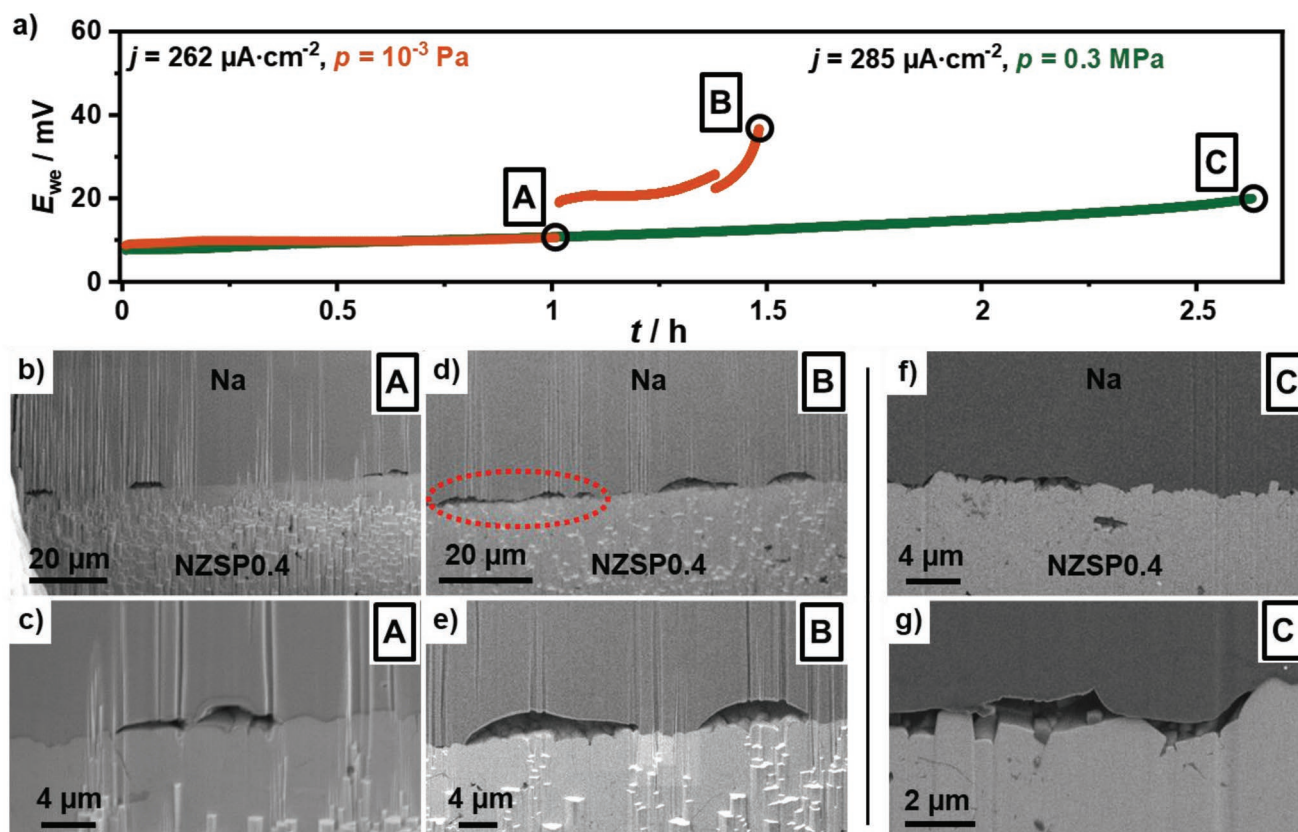 a)
j = 262 µA·cm⁻², p = 10⁻³ Pa
j = 285 µA·cm⁻², p = 0.3 MPa
60
40
20
0
E_we / mV
A
B
C
0 0.5 1 1.5 2 2.5
t / h
b) Na A
20 µm NZSP0.4
d) Na B
20 µm NZSP0.4
f) Na C
4 µm NZSP0.4
c) A
4 µm
e) B
4 µm
g) C
2 µm